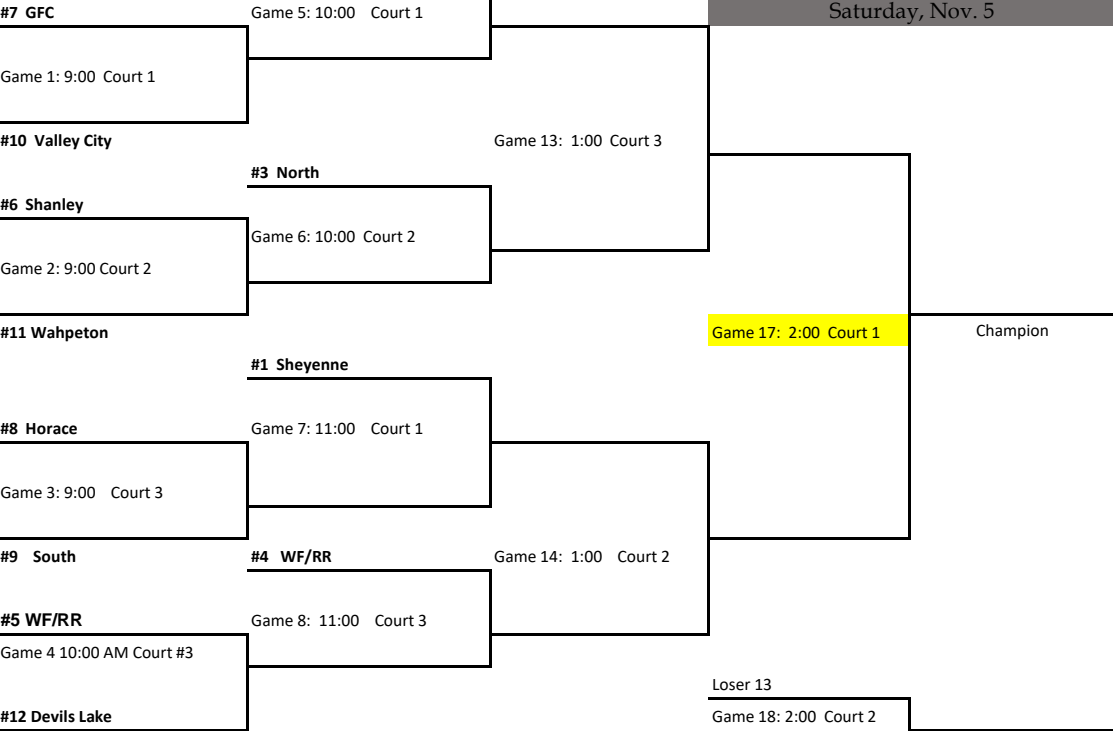 #7 GFC
Game 5: 10:00 Court 1
Saturday, Nov. 5
Game 1: 9:00 Court 1
#10 Valley City
Game 13: 1:00 Court 3
#3 North
#6 Shanley
Game 6: 10:00 Court 2
Game 2: 9:00 Court 2
#11 Wahpeton
Game 17: 2:00 Court 1
Champion
#1 Sheyenne
#8 Horace
Game 7: 11:00 Court 1
Game 3: 9:00 Court 3
#9 South
#4 WF/RR
Game 14: 1:00 Court 2
#5 WF/RR
Game 8: 11:00 Court 3
Game 4 10:00 AM Court #3
Loser 13
#12 Devils Lake
Game 18: 2:00 Court 2